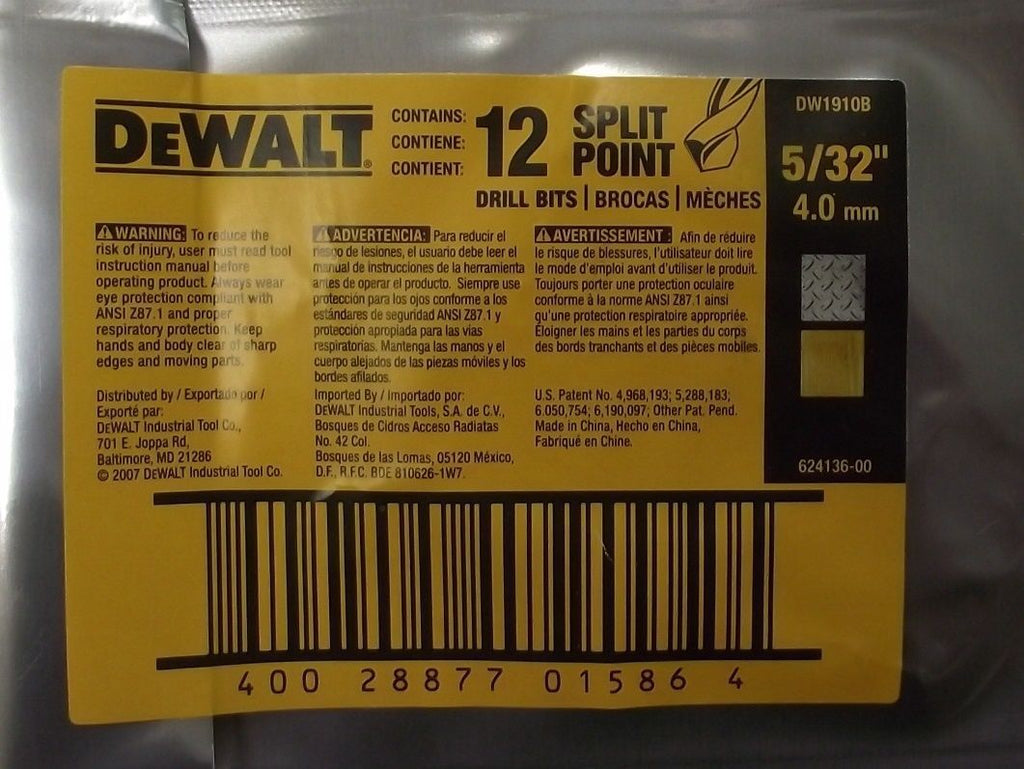 DEWALT®
CONTAINS:
CONTIENE:
CONTIENT:
12
SPLIT
POINT
DRILL BITS | BROCAS | MÈCHES
DW1910B
5/32"
4.0 mm
WARNING: To reduce the
risk of injury, user must read tool
instruction manual before
operating product. Always wear
eye protection compliant with
ANSI Z87.1 and proper
respiratory protection. Keep
hands and body clear of sharp
edges and moving parts.
ADVERTENCIA: Para reducir el
riesgo de lesiones, el usuario debe leer el
manual de instrucciones de la herramienta
antes de operar el producto. Siempre use
protección para los ojos conforme a los
estándares de seguridad ANSI Z87.1 y
protección apropiada para las vias
respiratorias. Mantenga las manos y el
cuerpo alejados de las piezas móviles y los
bordes afilados.
AVERTISSEMENT : Afin de réduire
le risque de blessures, l'utilisateur doit lire
le mode d'emploi avant d'utiliser le produit.
Toujours porter une protection oculaire
conforme à la norme ANSI Z87.1 ainsi
qu'une protection respiratoire appropriée.
Éloigner les mains et les parties du corps
des bords tranchants et des pièces mobiles.
Distributed by / Exportado por /
Exporté par:
DEWALT Industrial Tool Co.,
701 E. Joppa Rd,
Baltimore, MD 21286
© 2007 DEWALT Industrial Tool Co.
Imported By / Importado por:
DEWALT Industrial Tools, S.A. de C.V.,
Bosques de Cidros Acceso Radiatas
No. 42 Col.
Bosques de las Lomas, 05120 México,
D.F., R.F.C. BDE 810626-1W7.
U.S. Patent No. 4,968,193; 5,288,183;
6.050,754; 6,190,097; Other Pat. Pend.
Made in China, Hecho en China,
Fabriqué en Chine.
624136-00
400 28877 01586 4